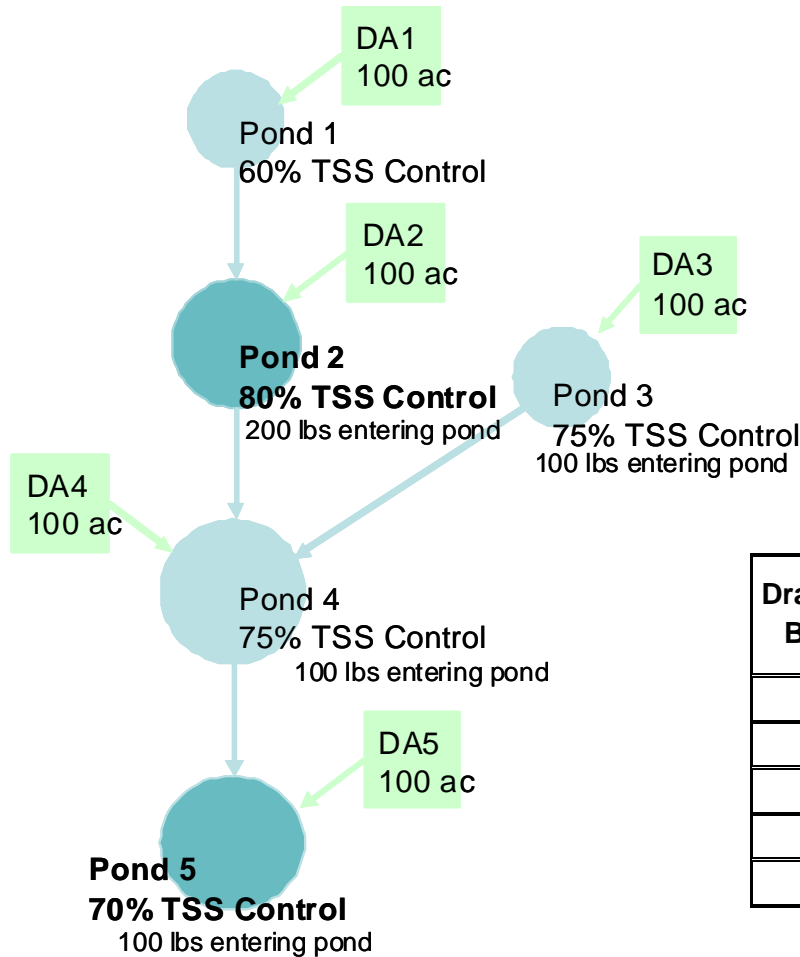 DA1
100 ac
Pond 1
60% TSS Control
DA2
100 ac
DA3
100 ac
Pond 2
80% TSS Control
200 lbs entering pond
Pond 3
75% TSS Control
100 lbs entering pond
DA4
100 ac
Pond 4
75% TSS Control
100 lbs entering pond
DA5
100 ac
Pond 5
70% TSS Control
100 lbs entering pond